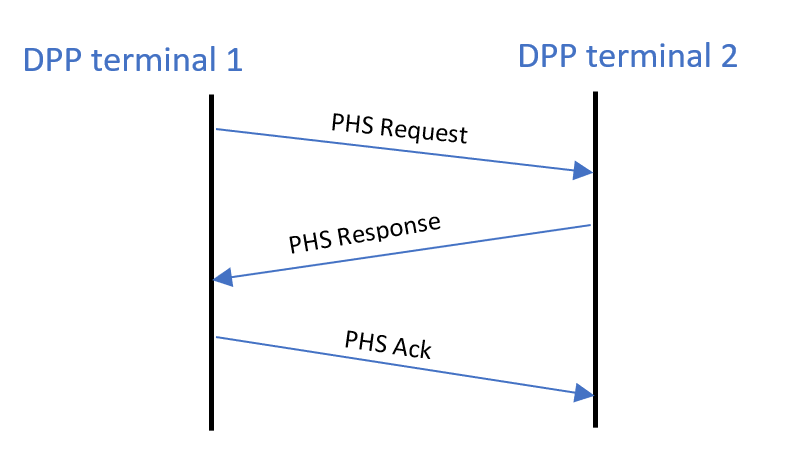 DPP terminal 1
DPP terminal 2
PHS Request
PHS Response
PHS Ack